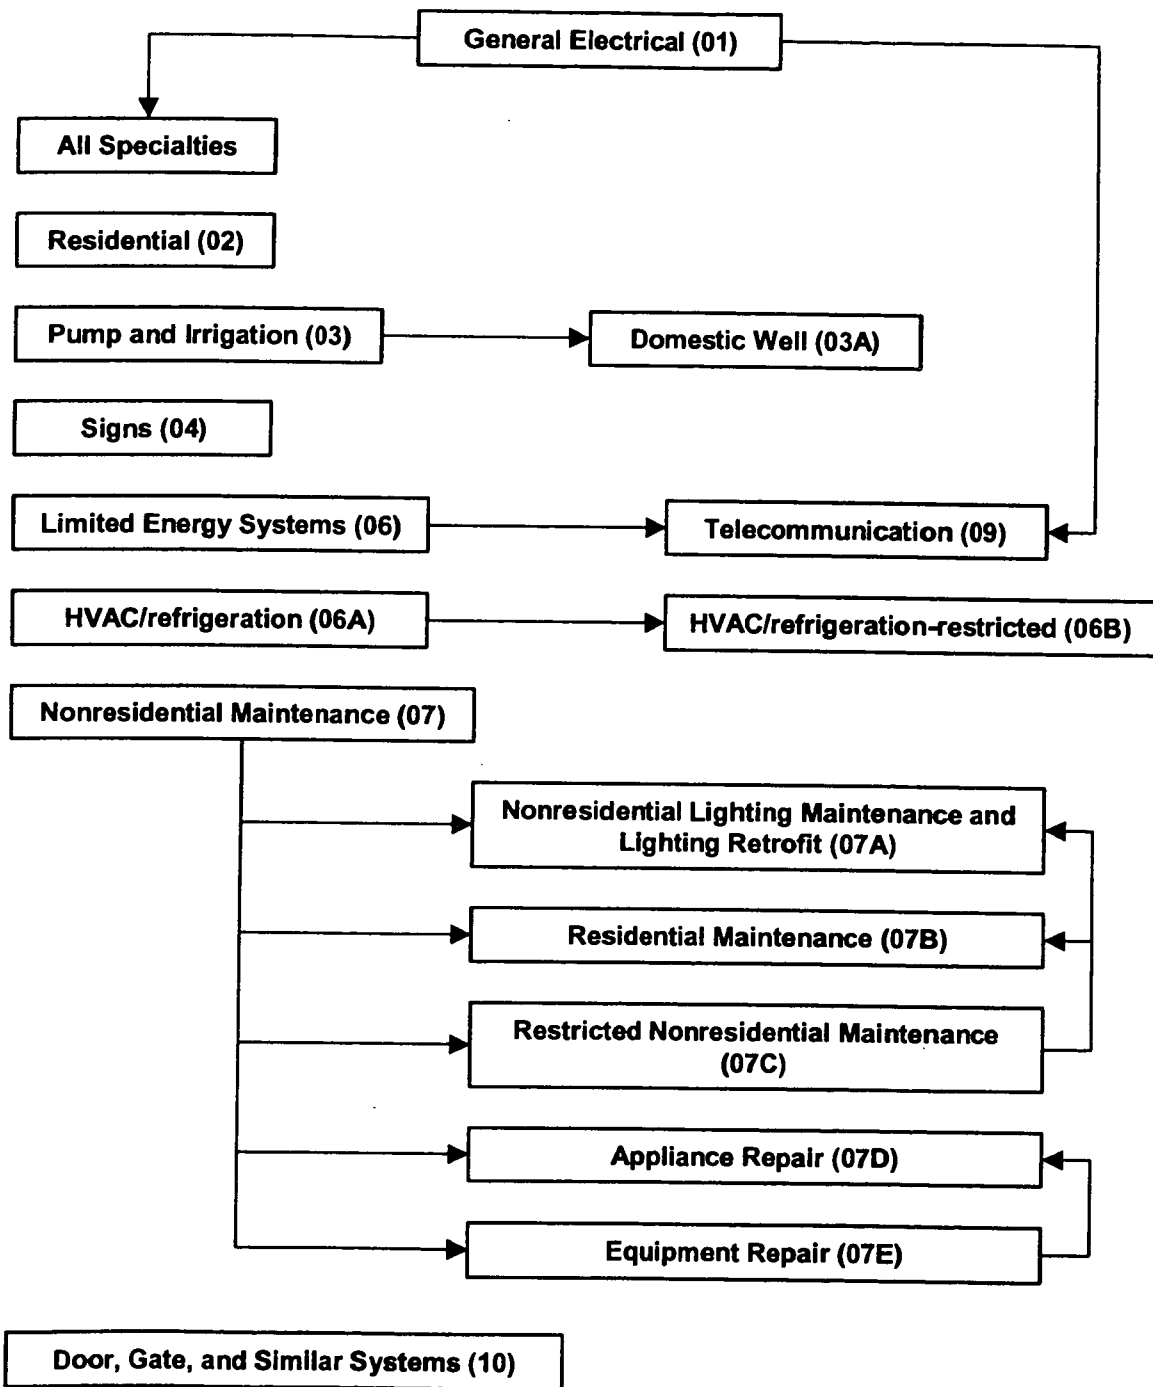 General Electrical (01)
All Specialties
Residential (02)
Pump and Irrigation (03)
Domestic Well (03A)
Signs (04)
Limited Energy Systems (06)
Telecommunication (09)
HVAC/refrigeration (06A)
HVAC/refrigeration-restricted (06B)
Nonresidential Maintenance (07)
Nonresidential Lighting Maintenance and
Lighting Retrofit (07A)
Residential Maintenance (07B)
Restricted Nonresidential Maintenance
(07C)
Appliance Repair (07D)
Equipment Repair (07E)
Door, Gate, and Similar Systems (10)